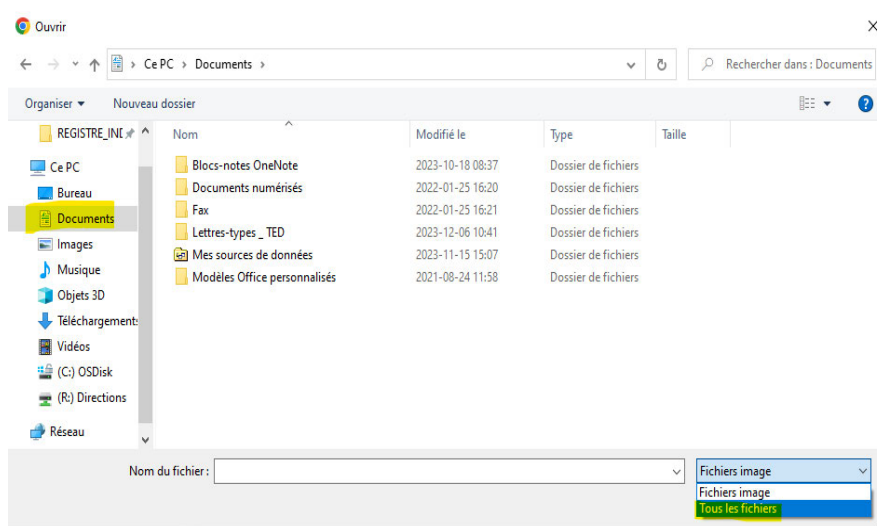 Ouvrir
Ce PC > Documents >
Rechercher dans : Documents
Organiser
Nouveau dossier
?
REGISTRE_INI
Nom
Modifié le
Type
Taille
Ce PC
Bureau
Documents
Images
Musique
Objets 3D
Téléchargement
Vidéos
(C:) OSDisk
(R:) Directions
Réseau
Blocs-notes OneNote 2023-10-18 08:37 Dossier de fichiers
Documents numérisés 2022-01-25 16:20 Dossier de fichiers
Fax 2022-01-25 16:21 Dossier de fichiers
Lettres-types _ TED 2023-12-06 10:41 Dossier de fichiers
Mes sources de données 2023-11-15 15:07 Dossier de fichiers
Modèles Office personnalisés 2021-08-24 11:58 Dossier de fichiers
Nom du fichier :
Fichiers image
Fichiers image
Tous les fichiers